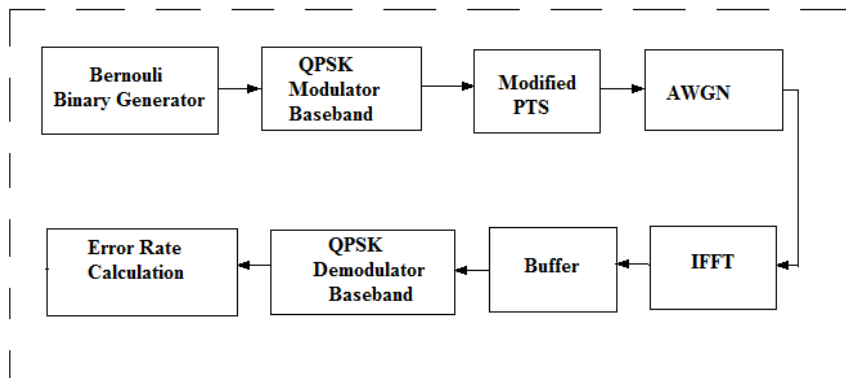 Bernouli
Binary Generator
QPSK
Modulator
Baseband
Modified
PTS
AWGN
Error Rate
Calculation
QPSK
Demodulator
Baseband
Buffer
IFFT